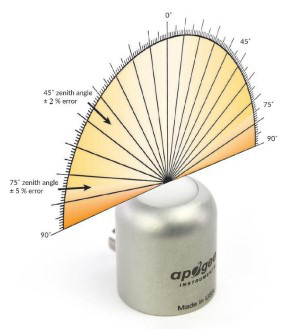 0°
45°
45° zenith angle
± 2 % error
75°
90°
75° zenith angle
± 5 % error
90°
apogee
INSTRUMENTS
Made in USA